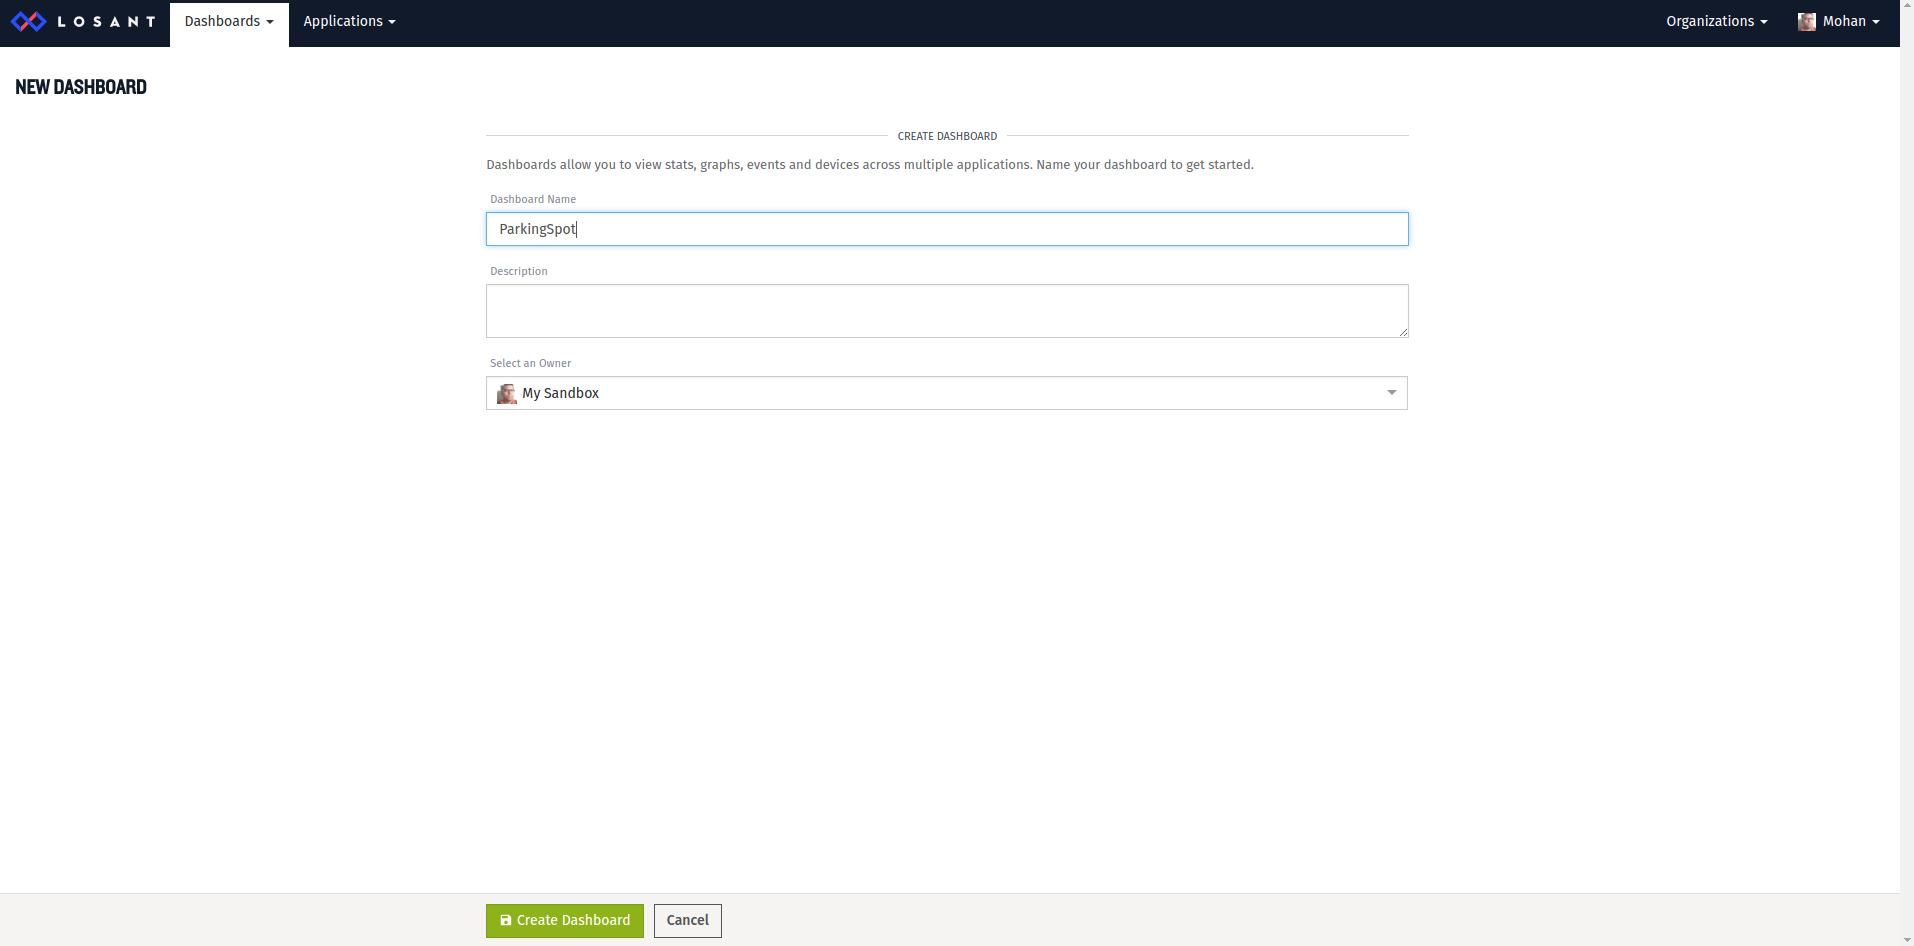 LOSANT Dashboards Applications Organizations Mohan
NEW DASHBOARD
CREATE DASHBOARD
Dashboards allow you to view stats, graphs, events and devices across multiple applications. Name your dashboard to get started.
Dashboard Name
ParkingSpot
Description
Select an Owner
My Sandbox
Create Dashboard Cancel